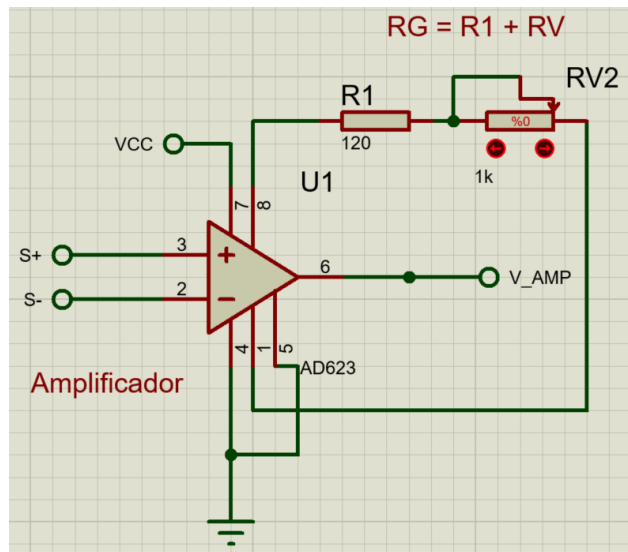 RG = R1 + RV
RV2
R1
%0
120
VCC
1k
U1
7
8
S+
3
+
6
V_AMP
S-
2
−
4
1
5
AD623
Amplificador